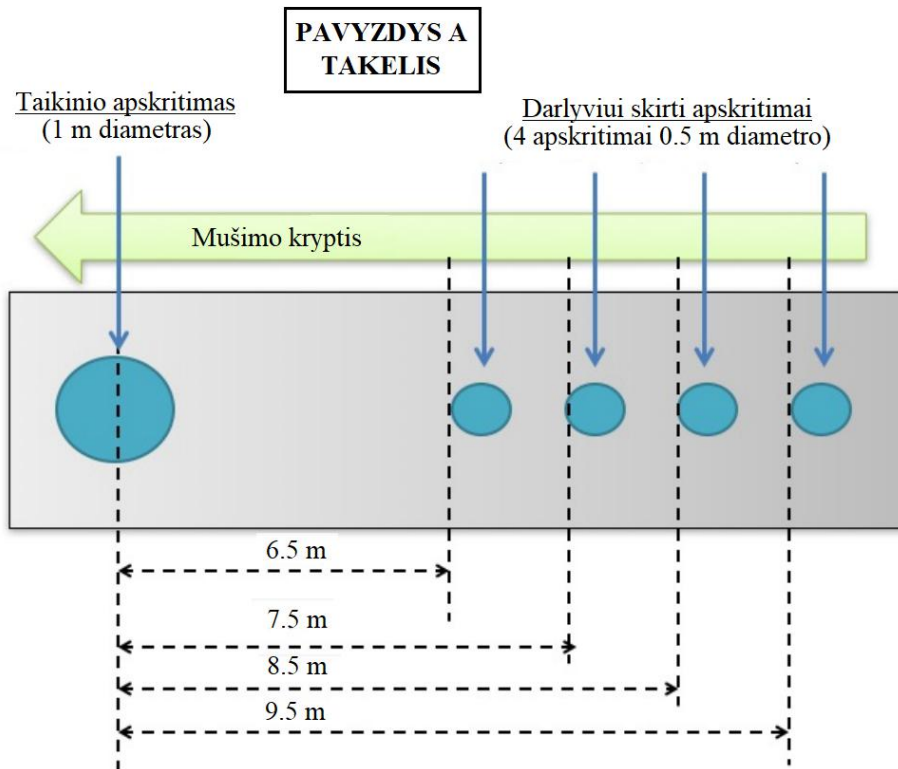 PAVYZDYS A
TAKELIS
Taikinio apskritimas
(1 m diametras)
Darlyviui skirti apskritimai
(4 apskritimai 0.5 m diametro)
Mušimo kryptis
6.5 m
7.5 m
8.5 m
9.5 m